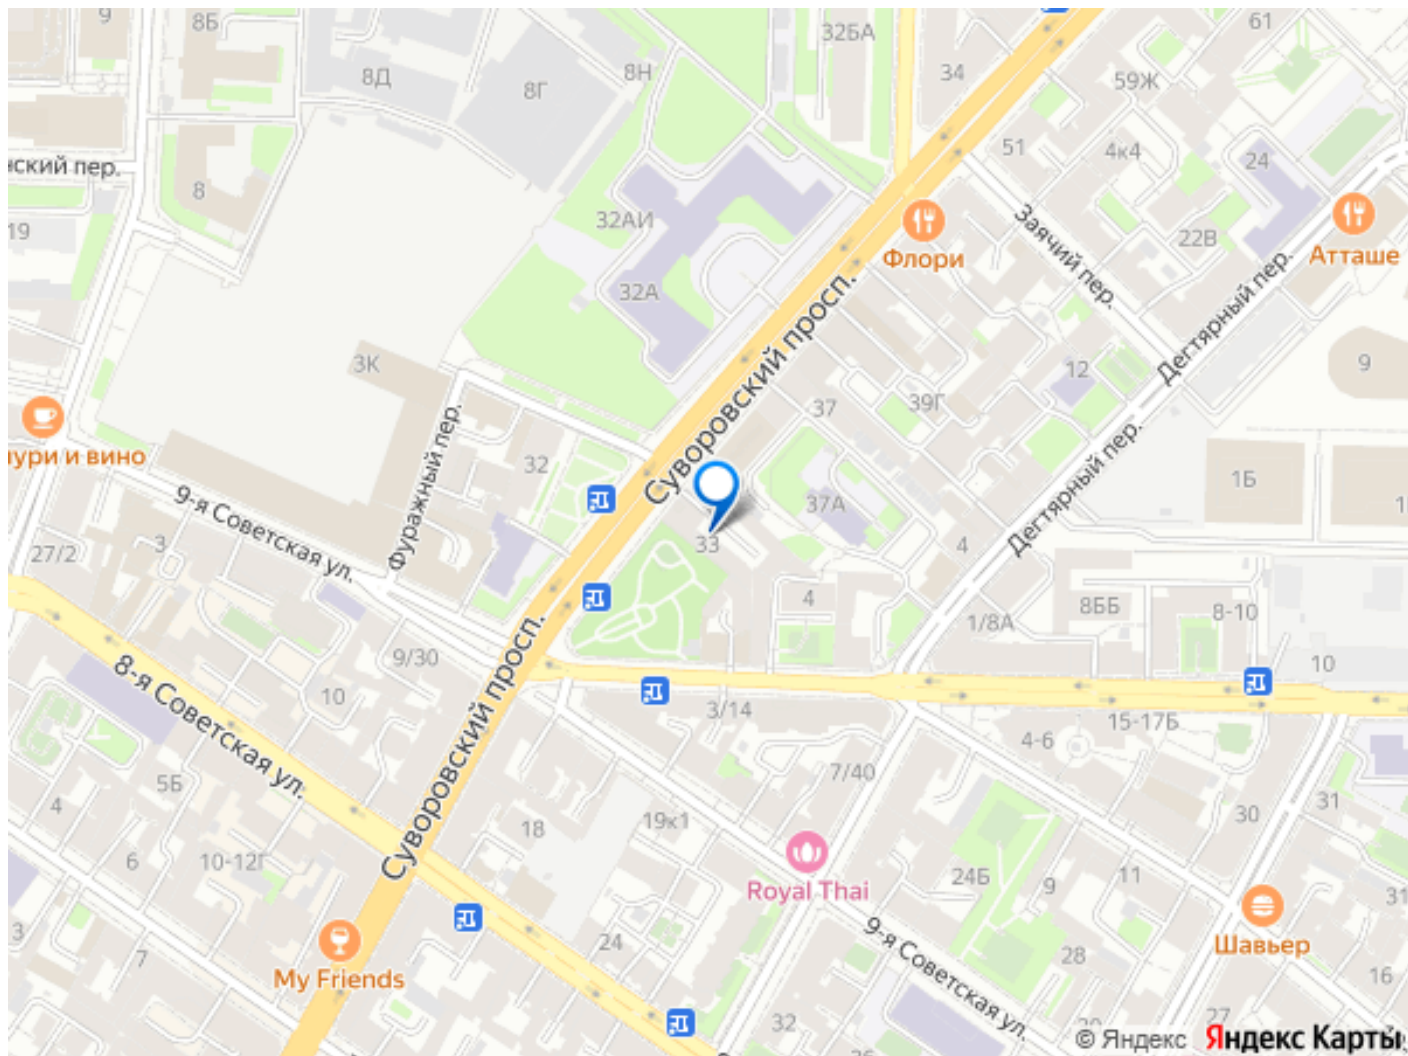 9
8Б
32БА
61
34
8Д
8Н
8Г
59Ж
51
4к4
24
нский пер.
8
19
32АИ
Заячий пер.
22В
Флори
Атташе
32А
Суворовский просп.
Дегтярный пер.
3К
12
9
39Г
37
Фуражный пер.
ури и вино
32
1Б
9-я Советская ул.
37А
Дегтярный пер.
33
27/2
3
4
4
8ББ
8-10
1/8А
9/30
10
10
8-я Советская ул.
Суворовский просп.
3/14
15-17Б
4-6
7/40
5Б
4
18
19к1
30
31
6
10-12Г
Royal Thai
24Б
9
11
31
3
7
24
9-я Советская ул.
Шавьер
28
16
My Friends
32
27
26
© Яндекс Яндекс Карты